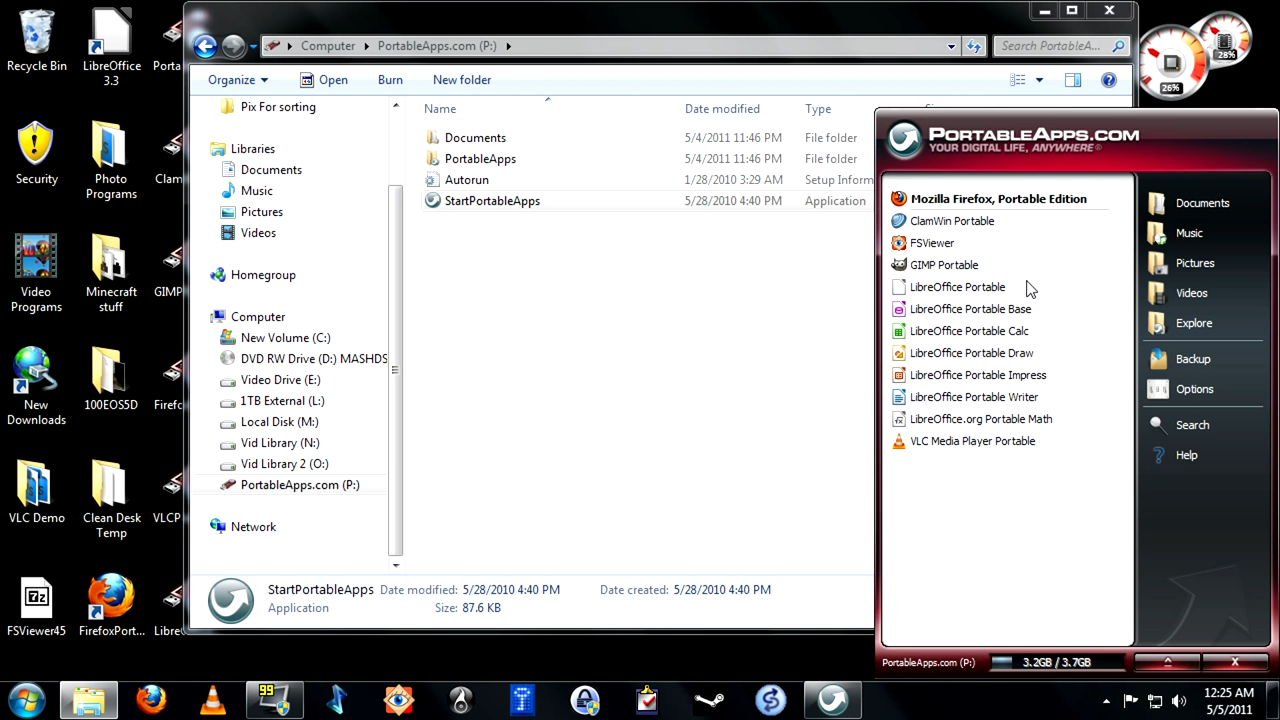 Recycle Bin
LibreOffice
3.3
Porta
Security
Photo
Programs
Clam
Video
Programs
Minecraft
stuff
GIMP
New
Downloads
100EOS5D
Firefo
VLC Demo
Clean Desk
Temp
VLCP
FSViewer45
FirefoxPort...
Libre
Computer
PortableApps.com (P:)
Search PortableA...
Organize
Open
Burn
New folder
Pix For sorting
Libraries
Documents
Music
Pictures
Videos
Homegroup
Computer
New Volume (C:)
DVD RW Drive (D:) MASHDS
Video Drive (E:)
1TB External (L:)
Local Disk (M:)
Vid Library (N:)
Vid Library 2 (O:)
PortableApps.com (P:)
Network
Name Date modified Type
Documents 5/4/2011 11:46 PM File folder
PortableApps 5/4/2011 11:46 PM File folder
Autorun 1/28/2010 3:29 AM Setup Inform
StartPortableApps 5/28/2010 4:40 PM Application
StartPortableApps Date modified: 5/28/2010 4:40 PM Date created: 5/28/2010 4:40 PM
Application Size: 87.6 KB
26%
28%
PORTABLEAPPS.COM
YOUR DIGITAL LIFE, ANYWHERE®
Mozilla Firefox, Portable Edition
ClamWin Portable
FSViewer
GIMP Portable
LibreOffice Portable
LibreOffice Portable Base
LibreOffice Portable Calc
LibreOffice Portable Draw
LibreOffice Portable Impress
LibreOffice Portable Writer
LibreOffice.org Portable Math
VLC Media Player Portable
Documents
Music
Pictures
Videos
Explore
Backup
Options
Search
Help
PortableApps.com (P:)
3.2GB / 3.7GB
X
99
12:25 AM
5/5/2011